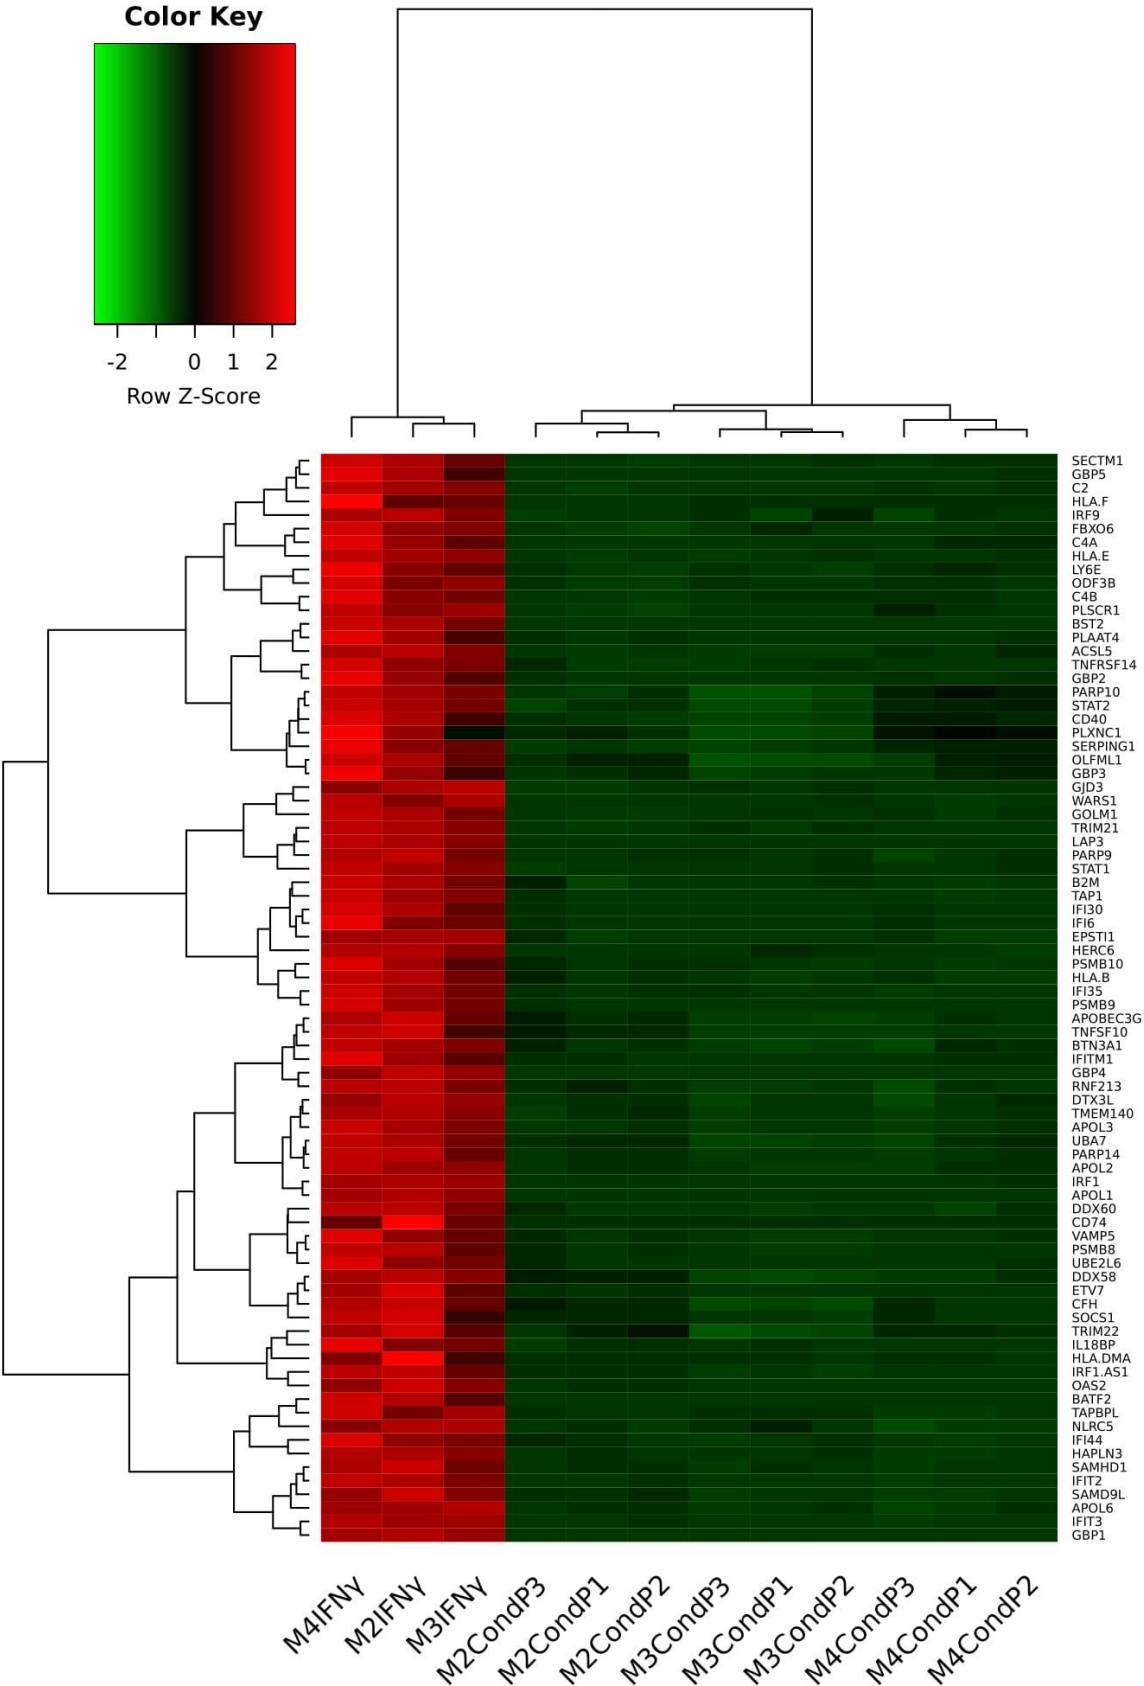 Color Key
-2 0 1 2
Row Z-Score
SECTM1
GBP5
C2
HLA.F
IRF9
FBXO6
C4A
HLA.E
LY6E
ODF3B
C4B
PLSCR1
BST2
PLAAT4
ACSL5
TNFRSF14
GBP2
PARP10
STAT2
CD40
PLXNC1
SERPING1
OLFML1
GBP3
GJD3
WARS1
GOLM1
TRIM21
LAP3
PARP9
STAT1
B2M
TAP1
IFI30
IFI6
EPSTI1
HERC6
PSMB10
HLA.B
IFI35
PSMB9
APOBEC3G
TNFSF10
BTN3A1
IFITM1
GBP4
RNF213
DTX3L
TMEM140
APOL3
UBA7
PARP14
APOL2
IRF1
APOL1
DDX60
CD74
VAMP5
PSMB8
UBE2L6
DDX58
ETV7
CFH
SOCS1
TRIM22
IL18BP
HLA.DMA
IRF1.AS1
OAS2
BATF2
TAPBPL
NLRC5
IFI44
HAPLN3
SAMHD1
IFIT2
SAMD9L
APOL6
IFIT3
GBP1
M4IFNγ
M2IFNγ
M3IFNγ
M2CondP3
M2CondP1
M2CondP2
M3CondP3
M3CondP1
M3CondP2
M4CondP3
M4CondP1
M4CondP2